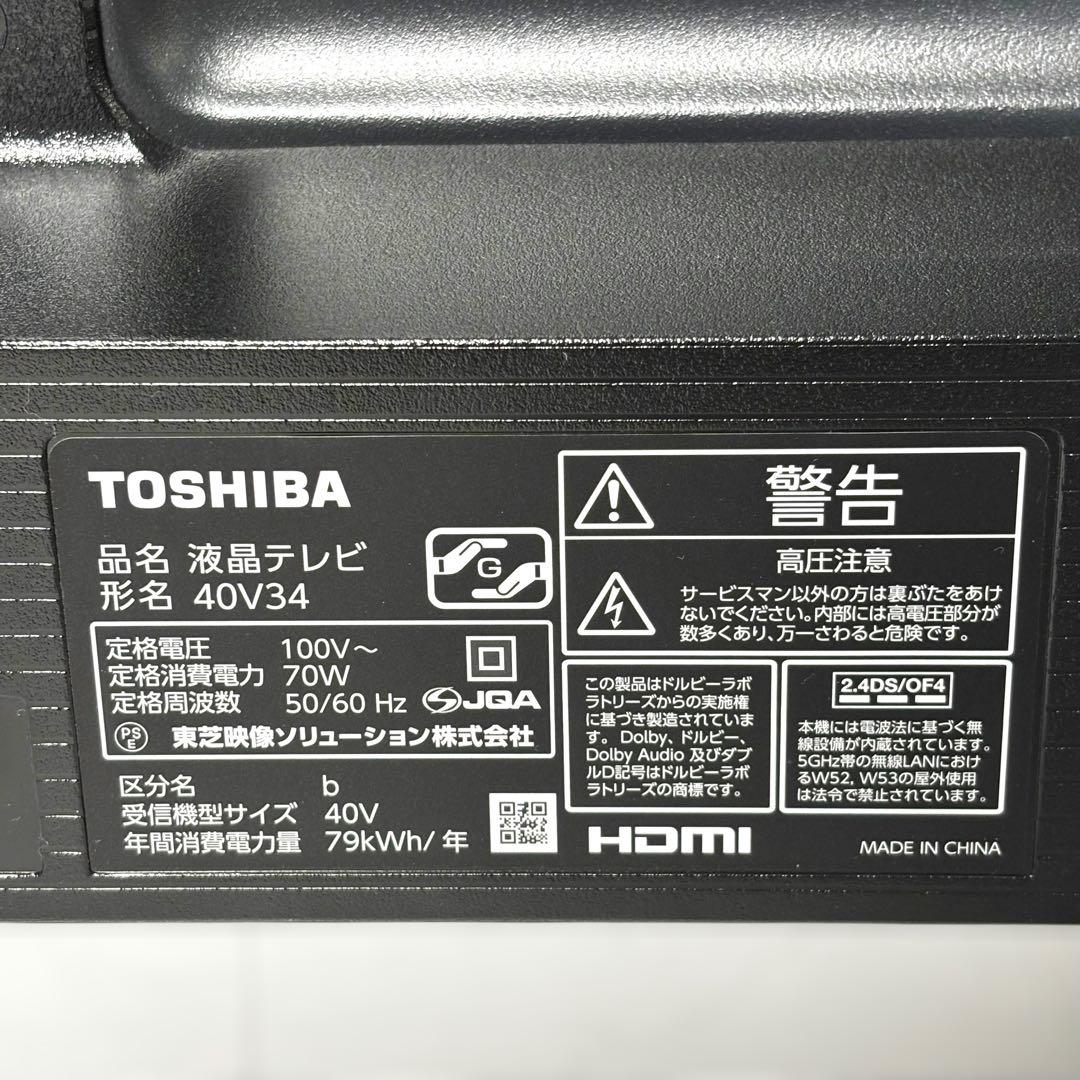 TOSHIBA
品名 液晶テレビ
形名 40V34
G
定格電圧 100V～
定格消費電力 70W
定格周波数 50/60 Hz
JQA
PSE 東芝映像ソリューション株式会社
区分名 b
受信機型サイズ 40V
年間消費電力量 79kWh/年
警告
高圧注意
サービスマン以外の方は裏ぶたをあけ
ないでください。内部には高電圧部分が
数多くあり、万一さわると危険です。
この製品はドルビーラボ
ラトリーズからの実施権
に基づき製造されていま
す。Dolby、ドルビー、
Dolby Audio 及びダブ
ルD記号はドルビーラボ
ラトリーズの商標です。
2.4DS/OF4
本機には電波法に基づく無
線設備が内蔵されています。
5GHz帯の無線LANにおけ
るW52, W53の屋外使用
は法令で禁止されています。
HDMI
MADE IN CHINA